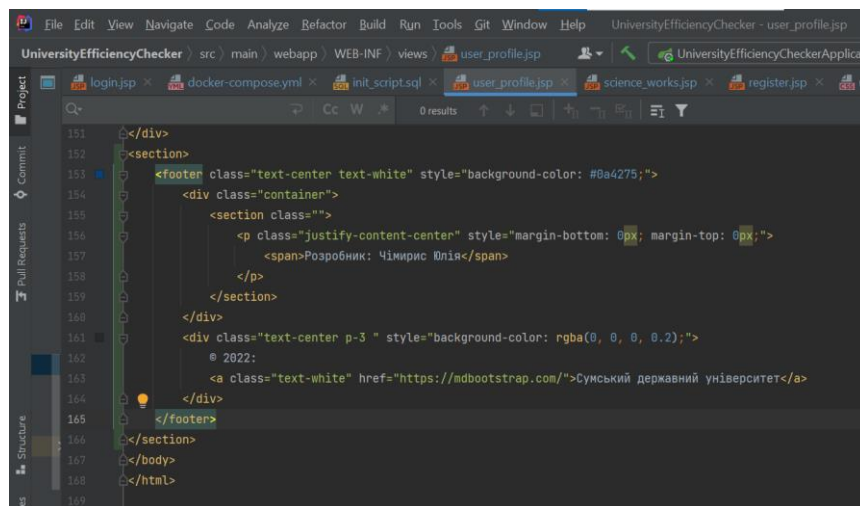 File Edit View Navigate Code Analyze Refactor Build Run Tools Git Window Help UniversityEfficiencyChecker - user_profile.jsp
UniversityEfficiencyChecker src main webapp WEB-INF views user_profile.jsp UniversityEfficiencyCheckerApplica
login.jsp docker-compose.yml init_script.sql user_profile.jsp science_works.jsp register.jsp
Cc W .* 0 results
Project
Commit
Pull Requests
Structure
151 </div>
152 <section>
153 <footer class="text-center text-white" style="background-color: #0a4275;">
154 <div class="container">
155 <section class="">
156 <p class="justify-content-center" style="margin-bottom: 0px; margin-top: 0px;">
157 <span>Розробник: Чімирис Юлія</span>
158 </p>
159 </section>
160 </div>
161 <div class="text-center p-3 " style="background-color: rgba(0, 0, 0, 0.2);">
162 © 2022:
163 <a class="text-white" href="https://mdbootstrap.com/">Сумський державний університет</a>
164 </div>
165 </footer>
166 </section>
167 </body>
168 </html>
169